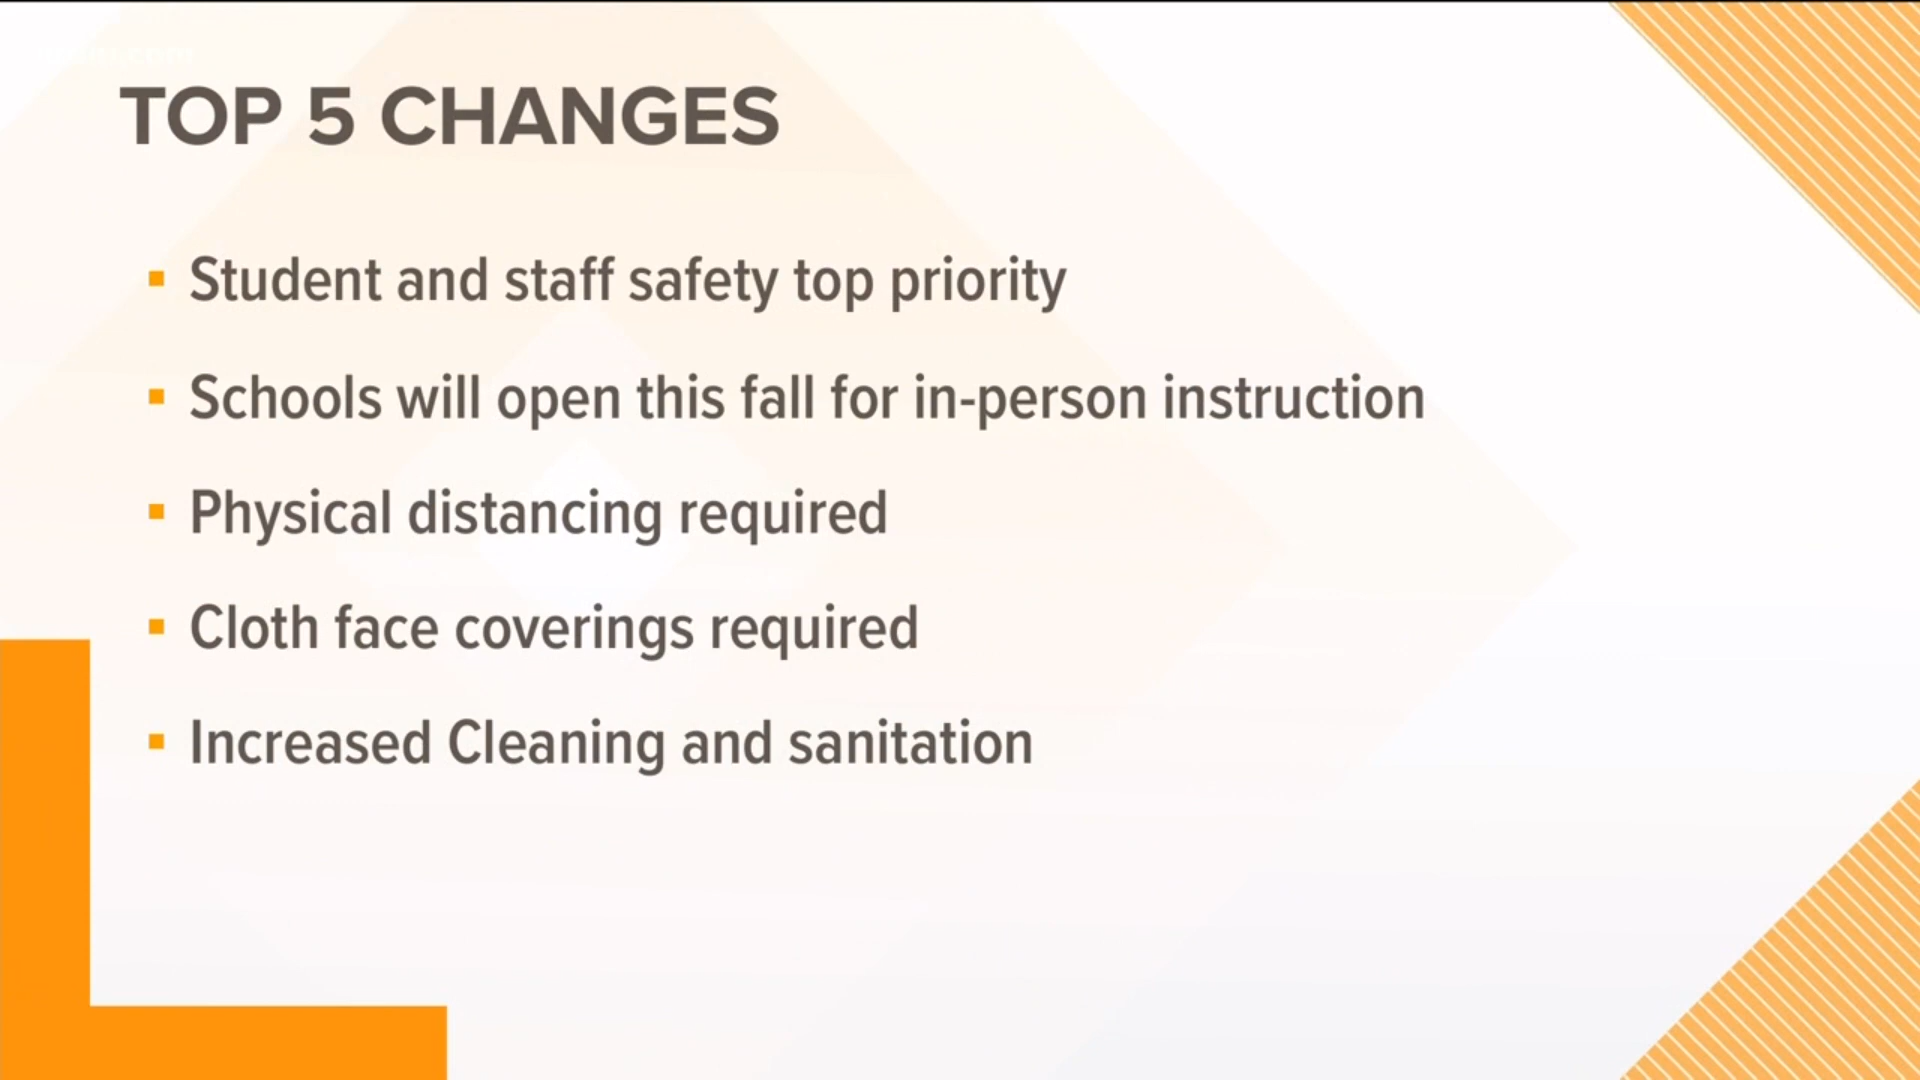 TOP 5 CHANGES
Student and staff safety top priority
Schools will open this fall for in-person instruction
Physical distancing required
Cloth face coverings required
Increased Cleaning and sanitation